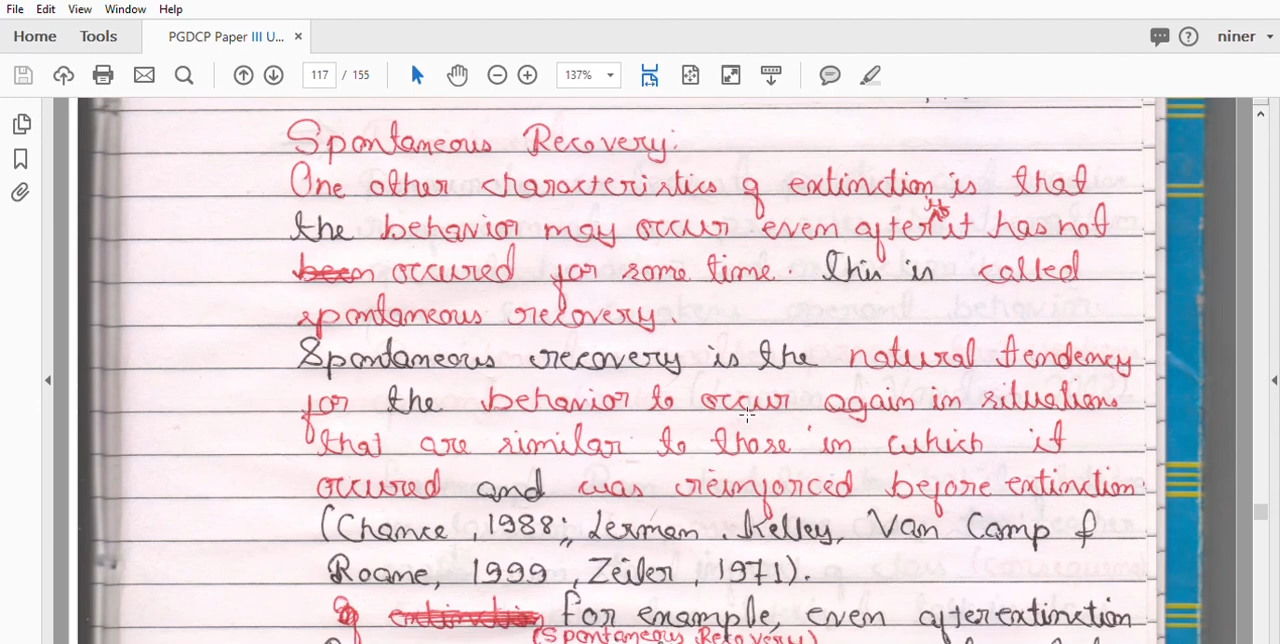 File Edit View Window Help
Home Tools PGDCP Paper III U... × niner
117 / 155 137%
Spontaneous Recovery:
One other characteristics of extinction is that
the behavior may occur even after it has not
occured for some time. This is called
spontaneous recovery.
Spontaneous recovery is the natural tendency
for the behavior to occur again in situations
that are similar to those in which it
occured and was reinforced before extinction
(Chance, 1988; Lerman, Kelley, Van Camp &
Roane, 1999, Zeiler, 1971).
For example, even after extinction
(Spontaneous Recovery)